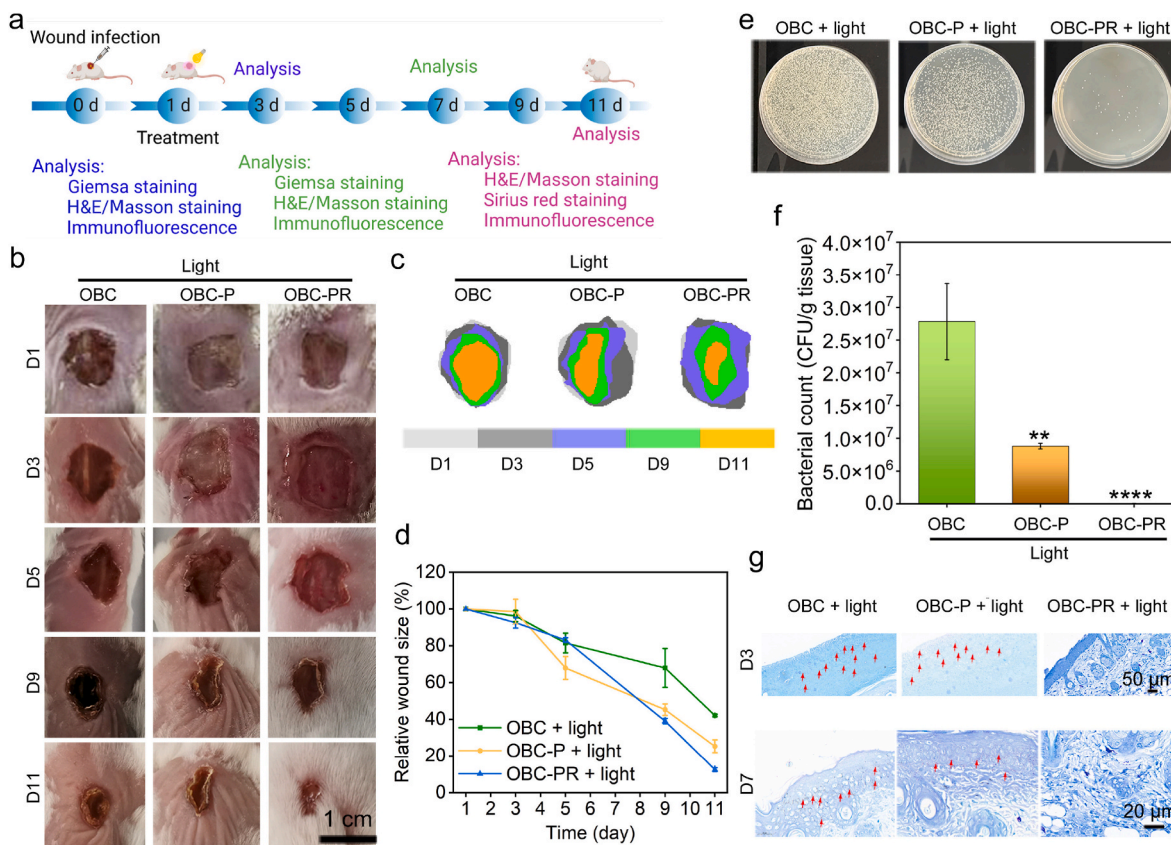 a
Wound infection
0 d
1 d
3 d
5 d
7 d
9 d
11 d
Analysis
Analysis
Treatment
Analysis
Analysis:
Giemsa staining
H&E/Masson staining
Immunofluorescence
Analysis:
Giemsa staining
H&E/Masson staining
Immunofluorescence
Analysis:
H&E/Masson staining
Sirius red staining
Immunofluorescence
b
Light
OBC OBC-P OBC-PR
D1
D3
D5
D9
D11
1 cm
c
Light
OBC OBC-P OBC-PR
D1 D3 D5 D9 D11
d
Relative wound size (%)
120
100
80
60
40
20
0
OBC + light
OBC-P + light
OBC-PR + light
1 2 3 4 5 6 7 8 9 10 11
Time (day)
e
OBC + light OBC-P + light OBC-PR + light
f
Bacterial count (CFU/g tissue)
4.0×10⁷
3.5×10⁷
3.0×10⁷
2.5×10⁷
2.0×10⁷
1.5×10⁷
1.0×10⁷
5.0×10⁶
0.0
**
****
OBC OBC-P OBC-PR
Light
g
OBC + light OBC-P + light OBC-PR + light
D3
50 µm
D7
20 µm